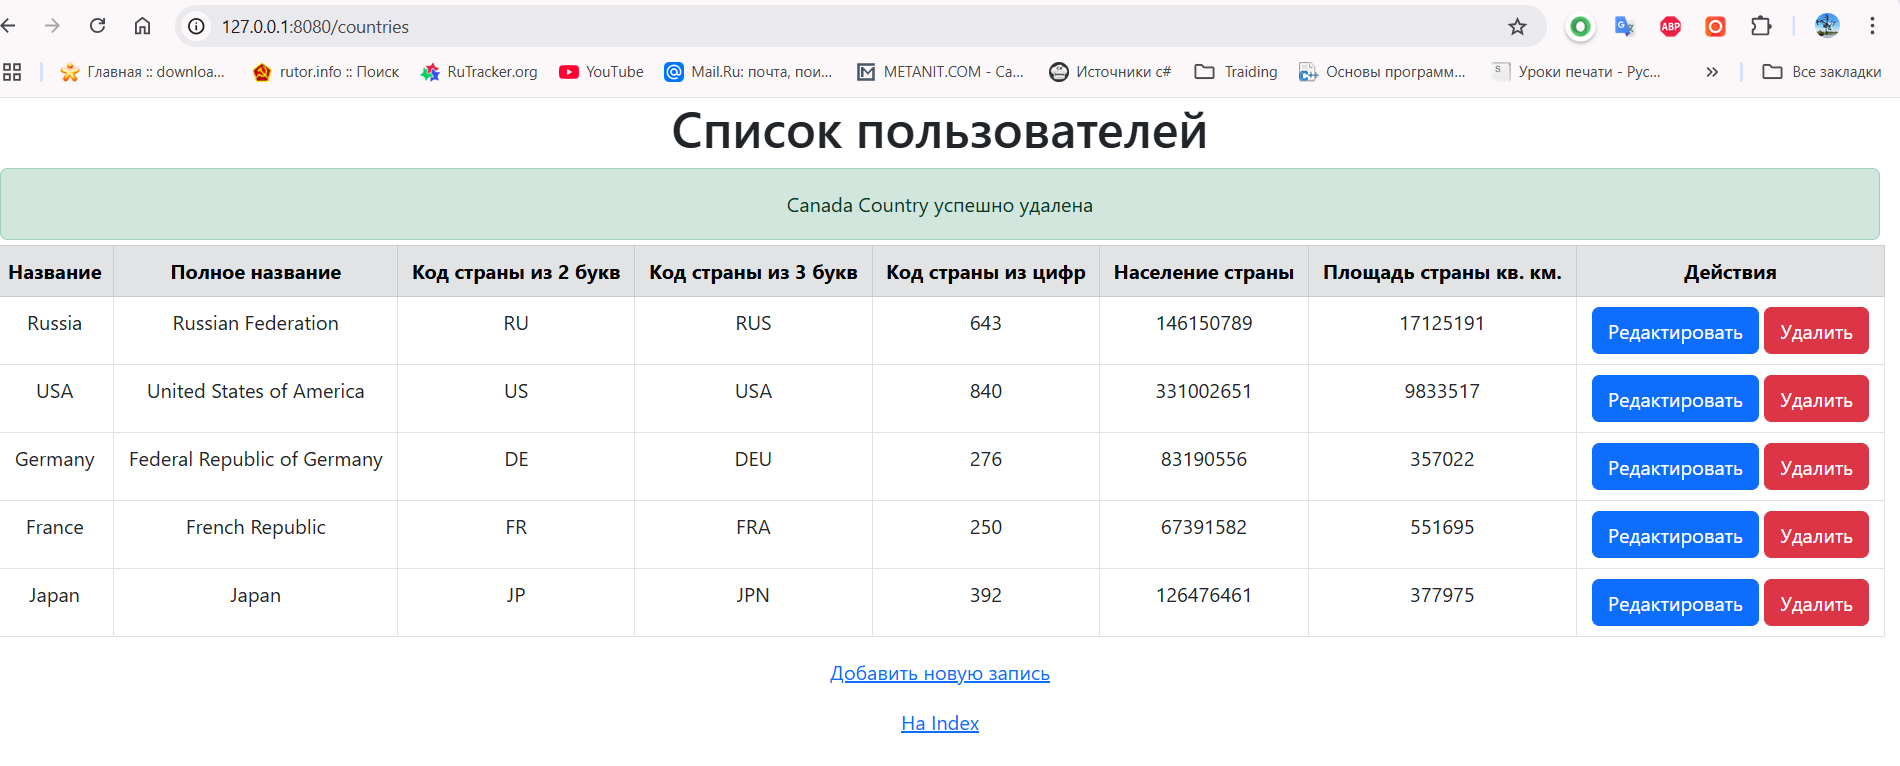 127.0.0.1:8080/countries
Главная :: downloa... rutor.info :: Поиск RuTracker.org YouTube Mail.Ru: почта, пои... METANIT.COM - Са... Источники c# Traiding Основы программ... Уроки печати - Рус... » Все закладки
Список пользователей
Canada Country успешно удалена
Название Полное название Код страны из 2 букв Код страны из 3 букв Код страны из цифр Население страны Площадь страны кв. км. Действия
Russia Russian Federation RU RUS 643 146150789 17125191 Редактировать Удалить
USA United States of America US USA 840 331002651 9833517 Редактировать Удалить
Germany Federal Republic of Germany DE DEU 276 83190556 357022 Редактировать Удалить
France French Republic FR FRA 250 67391582 551695 Редактировать Удалить
Japan Japan JP JPN 392 126476461 377975 Редактировать Удалить
Добавить новую запись
На Index